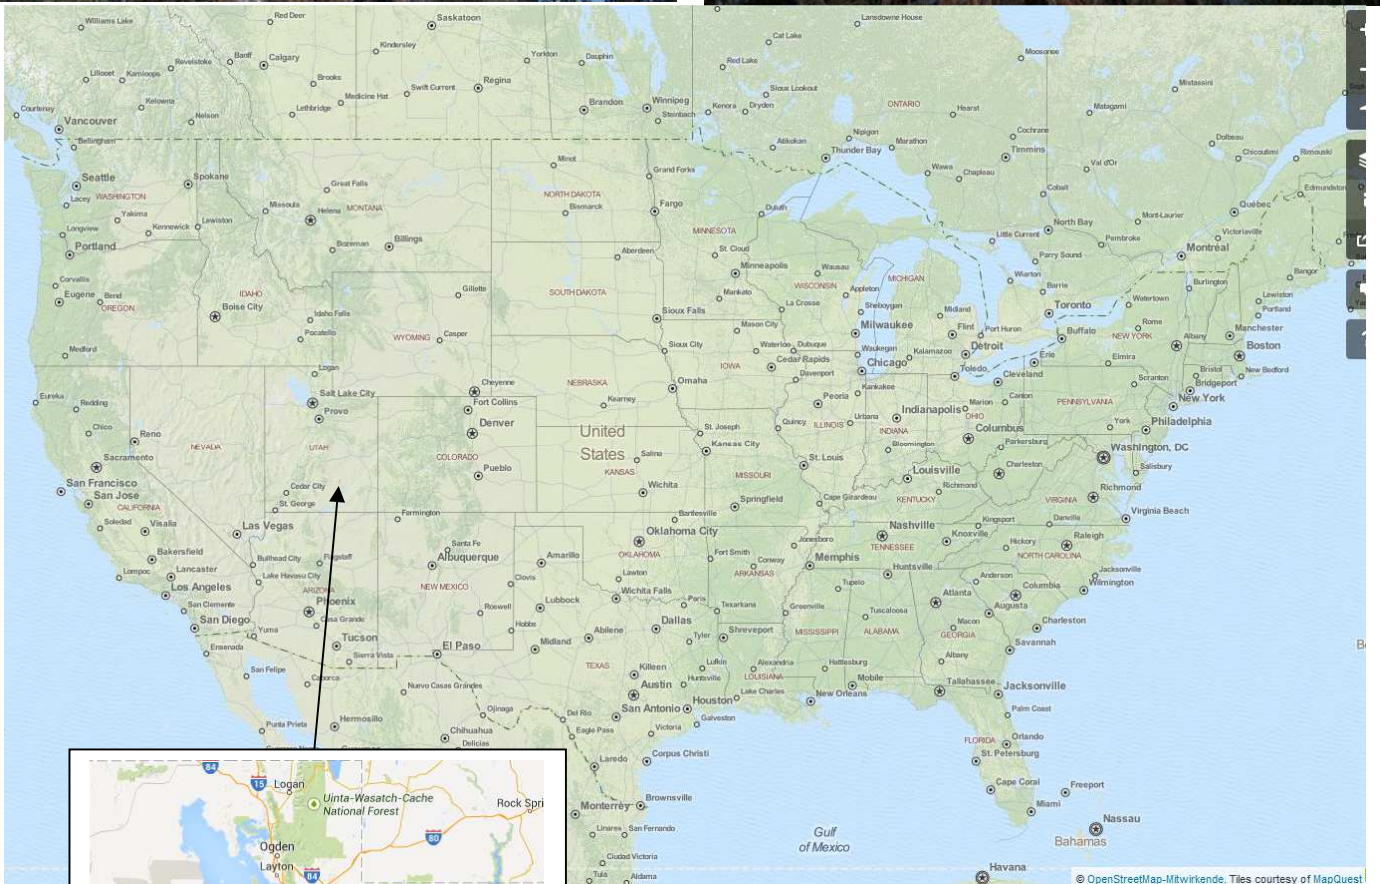 Williams Lake
Red Deer
Saskatoon
Lansdowne House
Cat Lake
Kindersley
Moosonee
Revelstoke
Banff
Calgary
Yorkton
Dauphin
Red Lake
Lillooet
Kamloops
Brooks
Regina
Mistassini
Medicine Hat
Swift Current
Sioux Lookout
Kelowna
Lethbridge
Brandon
Winnipeg
Kenora
Dryden
ONTARIO
Hearst
Matagami
Courtenay
Nelson
Steinbach
Vancouver
Cochrane
Bellingham
Atikokan
Nipigon
Marathon
Timmins
Dolbeau
Chicoutimi
Rimouski
Minot
Thunder Bay
Wawa
Chapleau
Val d'Or
Seattle
Spokane
Great Falls
Grand Forks
Cobalt
Edmundston
Lacey
WASHINGTON
NORTH DAKOTA
Yakima
Missoula
Helena
MONTANA
Bismarck
Fargo
Duluth
Québec
Longview
Kennewick
Lewiston
North Bay
Mont-Laurier
Portland
Bozeman
Billings
MINNESOTA
Little Current
Pembroke
Victoriaville
Aberdeen
St. Cloud
Montréal
Minneapolis
Wausau
Parry Sound
Corvallis
MICHIGAN
Wiarton
Bangor
Eugene
Bend
IDAHO
Gillette
SOUTH DAKOTA
Mankato
WISCONSIN
Appleton
Barrie
Burlington
OREGON
Boise City
La Crosse
Sheboygan
Midland
Toronto
Watertown
Lewiston
Portland
Idaho Falls
Sioux Falls
Mason City
Milwaukee
Flint
Port Huron
Buffalo
Rome
Manchester
Pocatello
WYOMING
Casper
NEW YORK
Albany
Medford
Sioux City
Waterloo
Dubuque
Waukegan
Kalamazoo
Detroit
Boston
Logan
IOWA
Cedar Rapids
Chicago
Erie
Elmira
Cheyenne
NEBRASKA
Omaha
Davenport
Toledo
Cleveland
Scranton
Bristol
New Bedford
Eureka
Redding
Salt Lake City
Fort Collins
Kearney
Kankakee
Bridgeport
Provo
Peoria
Marion
Canton
PENNSYLVANIA
New York
Chico
Denver
United
States
St. Joseph
Quincy
ILLINOIS
Urbana
Indianapolis
OHIO
York
Philadelphia
Reno
NEVADA
UTAH
INDIANA
Columbus
Sacramento
COLORADO
Salina
Kansas City
Bloomington
Parkersburg
Washington, DC
Pueblo
KANSAS
MISSOURI
St. Louis
Louisville
Charleston
Salisbury
San Francisco
Cedar City
Wichita
Richmond
Richmond
San Jose
St. George
Springfield
Cape Girardeau
KENTUCKY
VIRGINIA
CALIFORNIA
Virginia Beach
Soledad
Visalia
Las Vegas
Farmington
Bartlesville
Nashville
Kingsport
Danville
Oklahoma City
Knoxville
Raleigh
Santa Fe
Jonesboro
TENNESSEE
Hickory
Bakersfield
Bullhead City
Flagstaff
Albuquerque
Amarillo
OKLAHOMA
Fort Smith
Conway
Memphis
NORTH CAROLINA
Lompoc
Lancaster
Lake Havasu City
Clovis
Lawton
ARKANSAS
Huntsville
Anderson
Jacksonville
Los Angeles
ARIZONA
NEW MEXICO
Wichita Falls
Tupelo
Columbia
Wilmington
San Clemente
Phoenix
Roswell
Lubbock
Paris
Texarkana
Greenville
Tuscaloosa
Atlanta
Augusta
San Diego
Casa Grande
Hobbs
Dallas
Macon
Charleston
Yuma
Tucson
Midland
Abilene
Tyler
Shreveport
MISSISSIPPI
ALABAMA
GEORGIA
Savannah
Ensenada
Sierra Vista
El Paso
San Felipe
TEXAS
Killeen
Lufkin
Alexandria
Hattiesburg
Albany
Caborca
Nuevo Casas Grandes
Austin
Huntsville
LOUISIANA
Mobile
Tallahassee
Jacksonville
Houston
Lake Charles
New Orleans
Ojinaga
Del Rio
San Antonio
Galveston
Palm Coast
Punta Prieta
Hermosillo
Chihuahua
Eagle Pass
Victoria
Delicias
FLORIDA
Orlando
St. Petersburg
Laredo
Corpus Christi
Cape Coral
Freeport
Monterrey
Brownsville
Miami
Nassau
Linares
San Fernando
Gulf
of Mexico
Bahamas
Ciudad Victoria
Tula
Aldama
Havana
84
15
Logan
Uinta-Wasatch-Cache
National Forest
Rock Spri
80
Ogden
Layton
84
© OpenStreetMap-Mitwirkende. Tiles courtesy of MapQuest